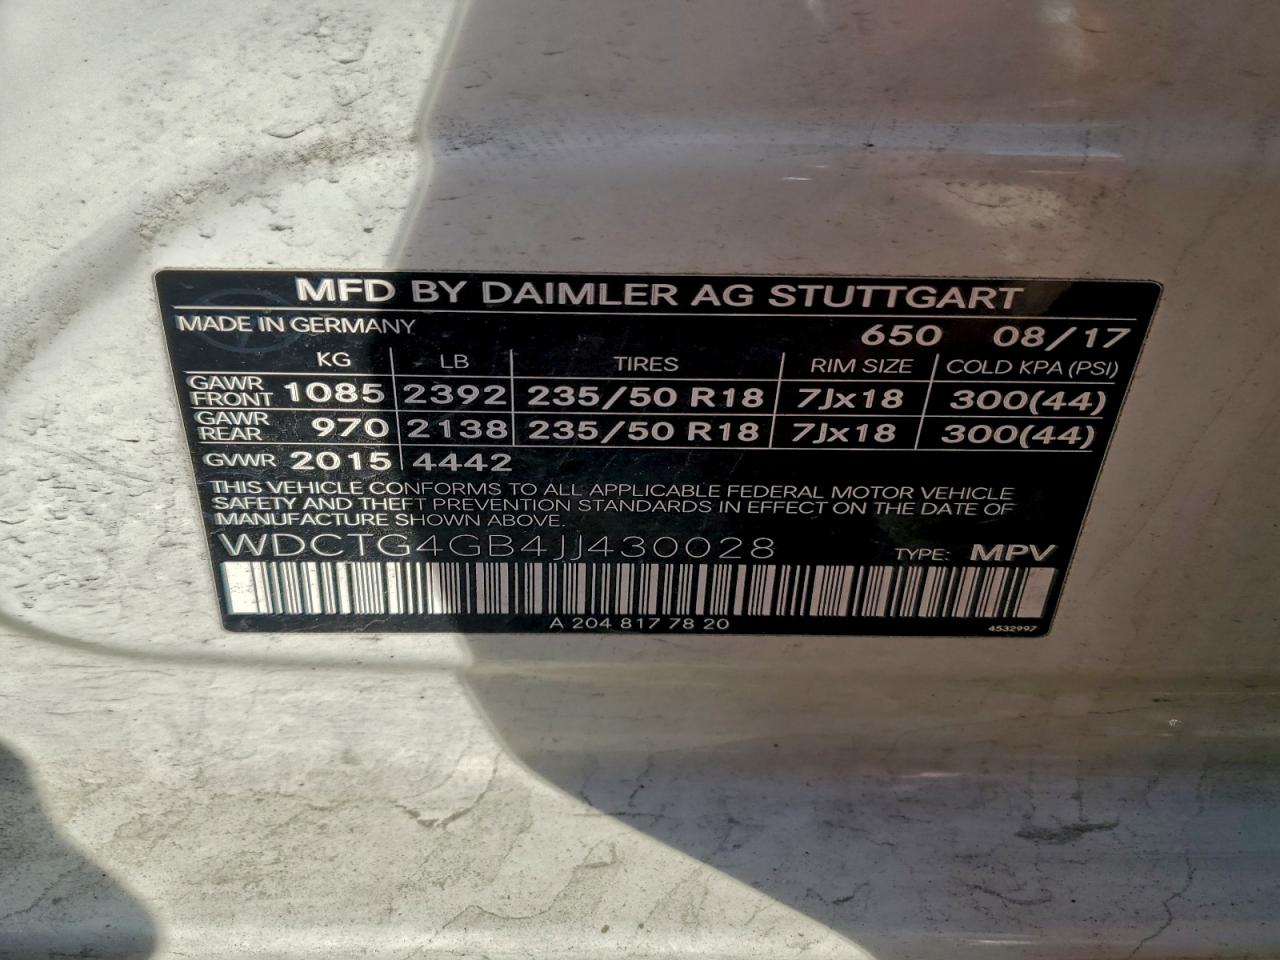 MFD BY DAIMLER AG STUTTGART
MADE IN GERMANY 650 08/17
KG LB TIRES RIM SIZE COLD KPA (PSI)
GAWR FRONT 1085 2392 235/50 R18 7Jx18 300(44)
GAWR REAR 970 2138 235/50 R18 7Jx18 300(44)
GVWR 2015 4442
THIS VEHICLE CONFORMS TO ALL APPLICABLE FEDERAL MOTOR VEHICLE
SAFETY AND THEFT PREVENTION STANDARDS IN EFFECT ON THE DATE OF
MANUFACTURE SHOWN ABOVE.
WDCTG4GB4JJ430028 TYPE: MPV
A 204 817 78 20 4532997